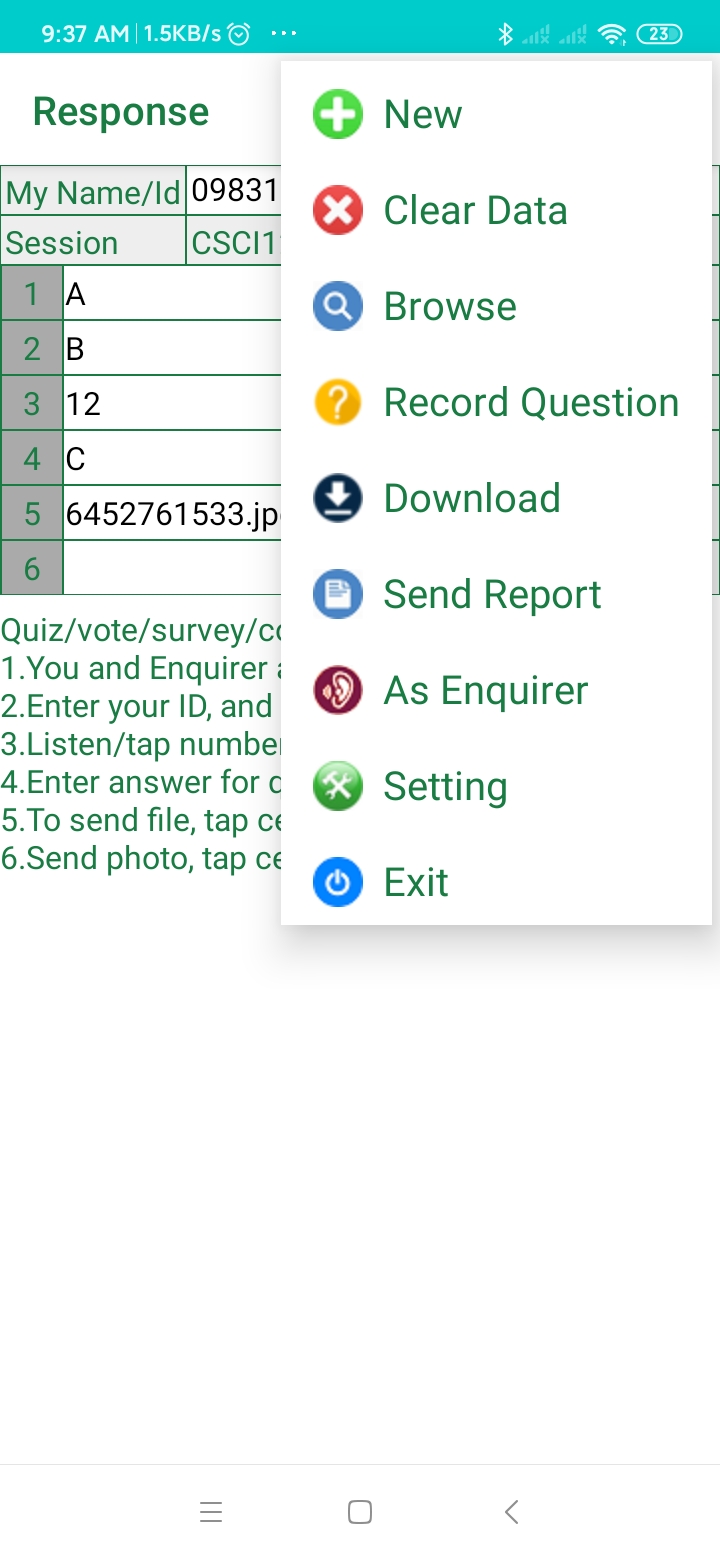 9:37 AM | 1.5KB/s ...
23
Response
My Name/Id 09831
Session CSCI1
1 A
2 B
3 12
4 C
5 6452761533.jp
6
Quiz/vote/survey/
1.You and Enquirer
2.Enter your ID, and
3.Listen/tap number
4.Enter answer for
5.To send file, tap
6.Send photo, tap
New
Clear Data
Browse
Record Question
Download
Send Report
As Enquirer
Setting
Exit